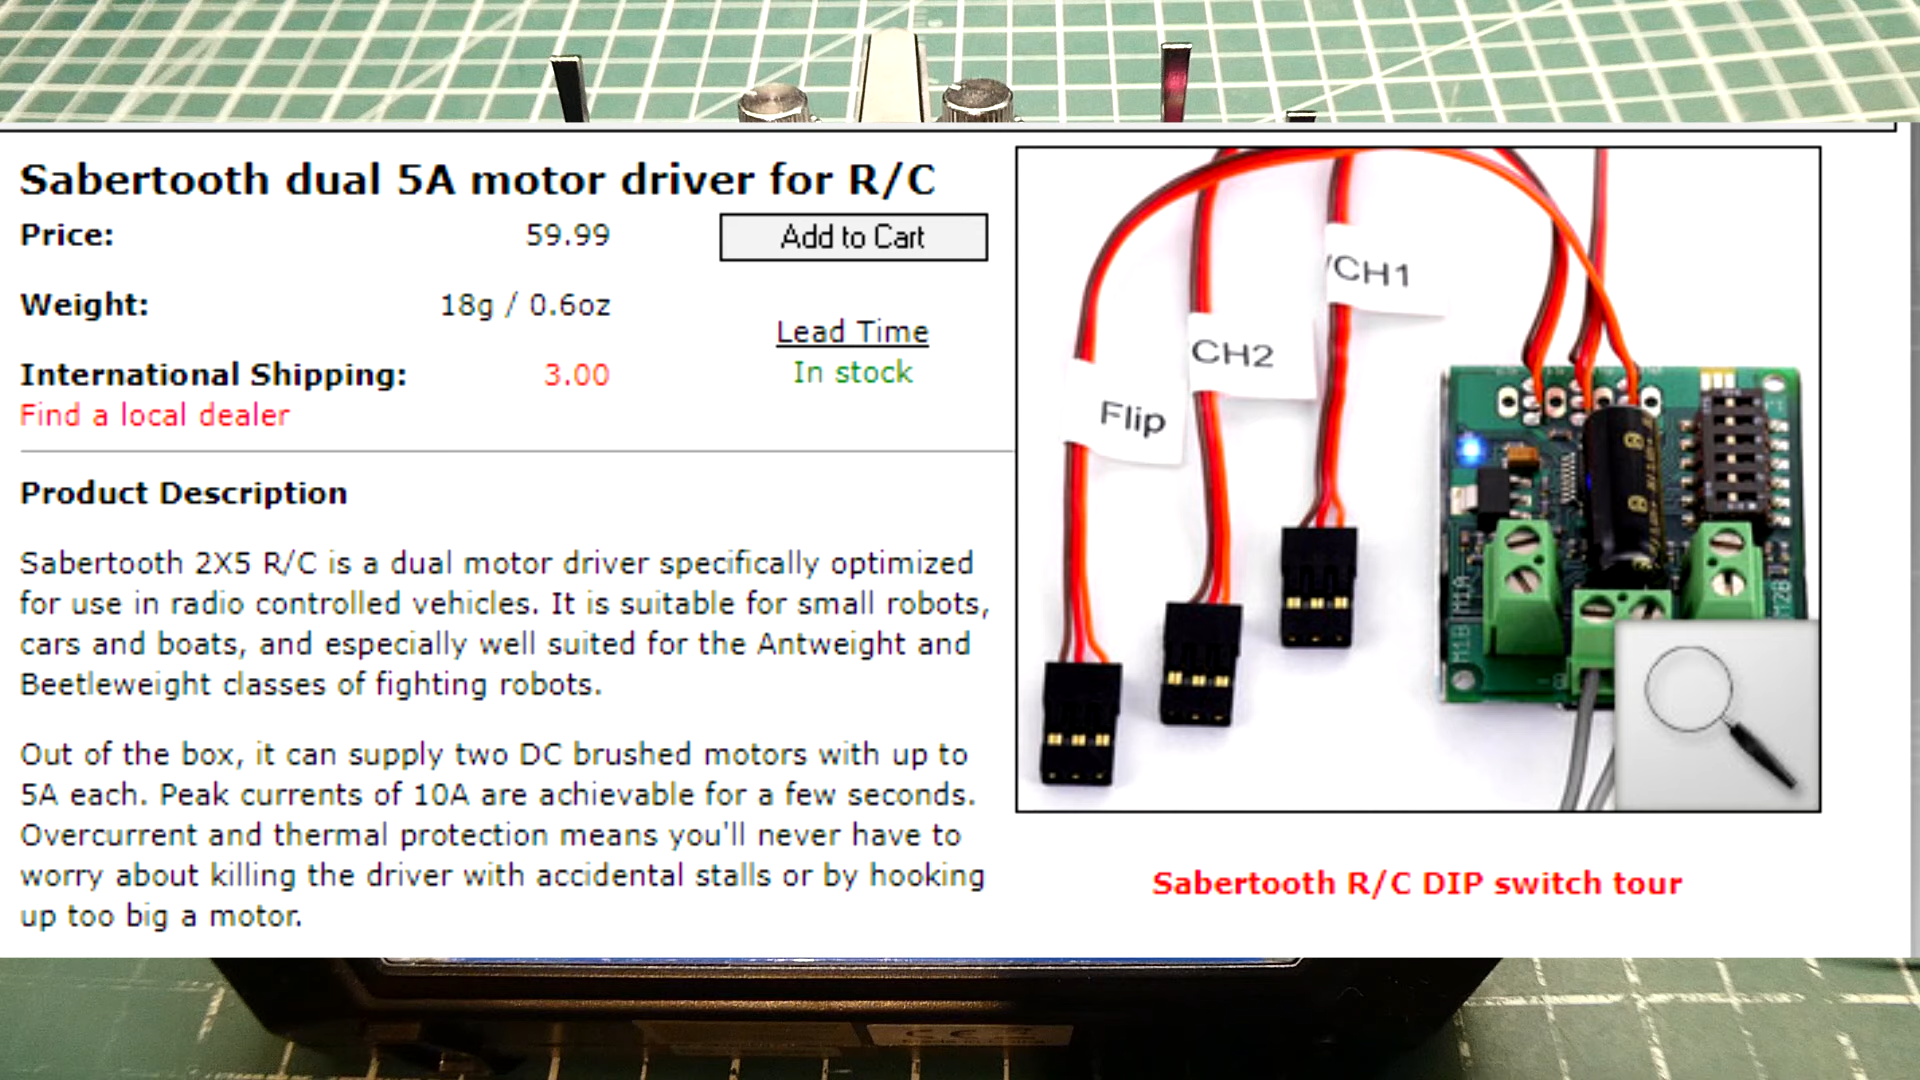 Sabertooth dual 5A motor driver for R/C
Price: 59.99
Add to Cart
Weight: 18g / 0.6oz
Lead Time
In stock
International Shipping: 3.00
Find a local dealer
Product Description
Sabertooth 2X5 R/C is a dual motor driver specifically optimized
for use in radio controlled vehicles. It is suitable for small robots,
cars and boats, and especially well suited for the Antweight and
Beetleweight classes of fighting robots.
Out of the box, it can supply two DC brushed motors with up to
5A each. Peak currents of 10A are achievable for a few seconds.
Overcurrent and thermal protection means you'll never have to
worry about killing the driver with accidental stalls or by hooking
up too big a motor.
/CH1
/CH2
Flip
M1A
M1B
M2B
Sabertooth R/C DIP switch tour
CE